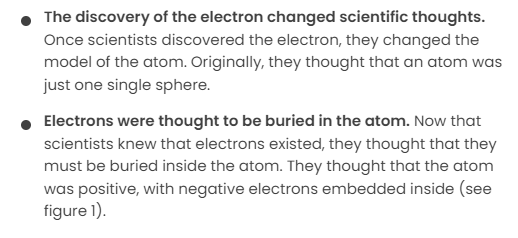 The discovery of the electron changed scientific thoughts.
Once scientists discovered the electron, they changed the
model of the atom. Originally, they thought that an atom was
just one single sphere.
Electrons were thought to be buried in the atom. Now that
scientists knew that electrons existed, they thought that they
must be buried inside the atom. They thought that the atom
was positive, with negative electrons embedded inside (see
figure 1).